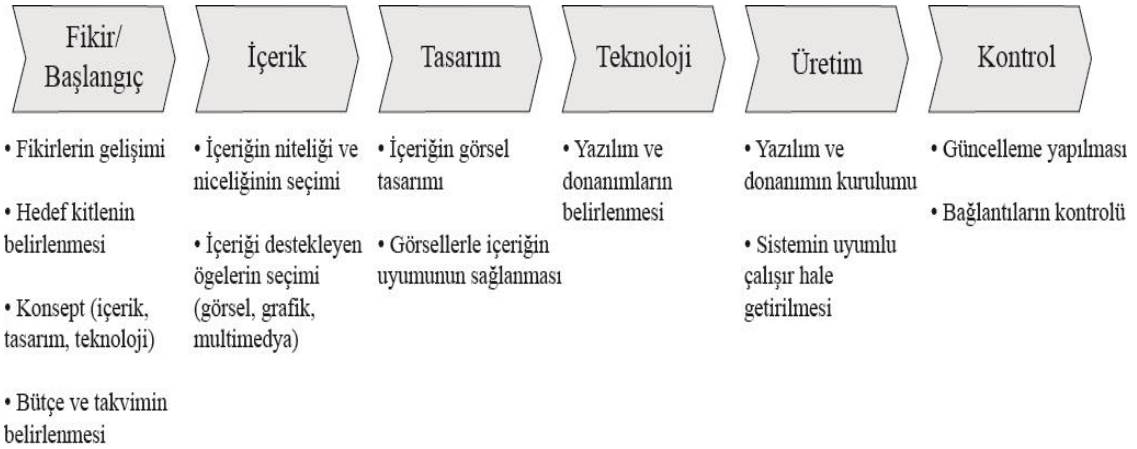 Fikir/
Başlangıç
İçerik
Tasarım
Teknoloji
Üretim
Kontrol
• Fikirlerin gelişimi
• Hedef kitlenin
belirlenmesi
• Konsept (içerik,
tasarım, teknoloji)
• Bütçe ve takvimin
belirlenmesi
• İçeriğin niteliği ve
niceliğinin seçimi
• İçeriği destekleyen
ögelerin seçimi
(görsel, grafik,
multimedya)
• İçeriğin görsel
tasarımı
• Görsellerle içeriğin
uyumunun sağlanması
• Yazılım ve
donanımların
belirlenmesi
• Yazılım ve
donanımın kurulumu
• Sistemin uyumlu
çalışır hale
getirilmesi
• Güncelleme yapılması
• Bağlantıların kontrolü